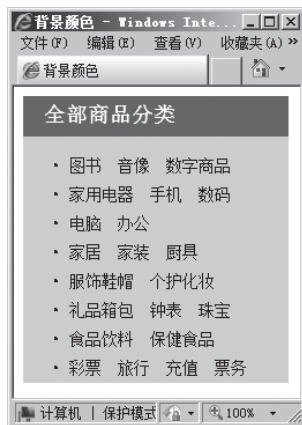 背景颜色 - Windows Inte...
文件(F) 编辑(E) 查看(V) 收藏夹(A) »
背景颜色
全部商品分类
· 图书 音像 数字商品
· 家用电器 手机 数码
· 电脑 办公
· 家居 家装 厨具
· 服饰鞋帽 个护化妆
· 礼品箱包 钟表 珠宝
· 食品饮料 保健食品
· 彩票 旅行 充值 票务
计算机 | 保护模式 100%